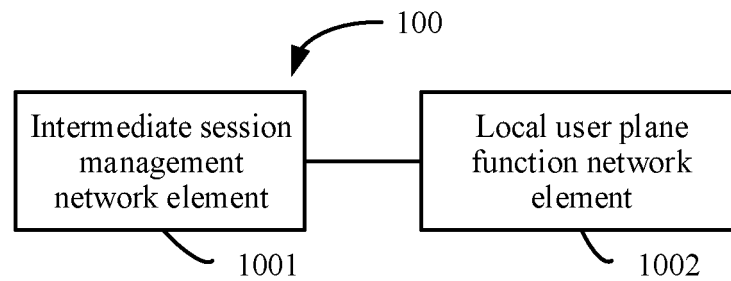 100
Intermediate session
management
network element
Local user plane
function network
element
1001
1002